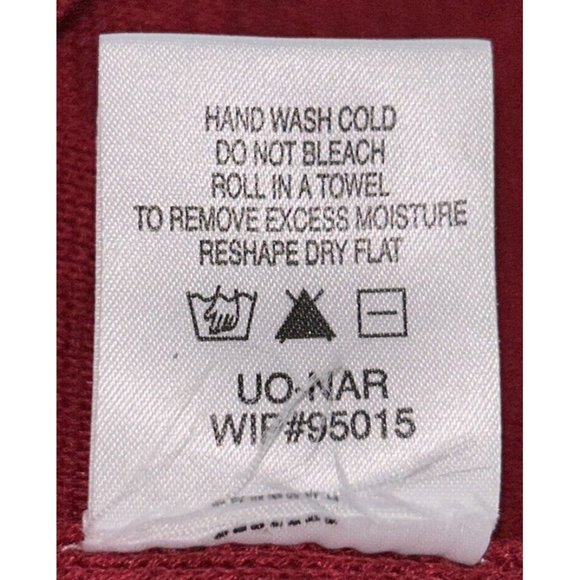 HAND WASH COLD
DO NOT BLEACH
ROLL IN A TOWEL
TO REMOVE EXCESS MOISTURE
RESHAPE DRY FLAT
UO-NAR
WIF#95015